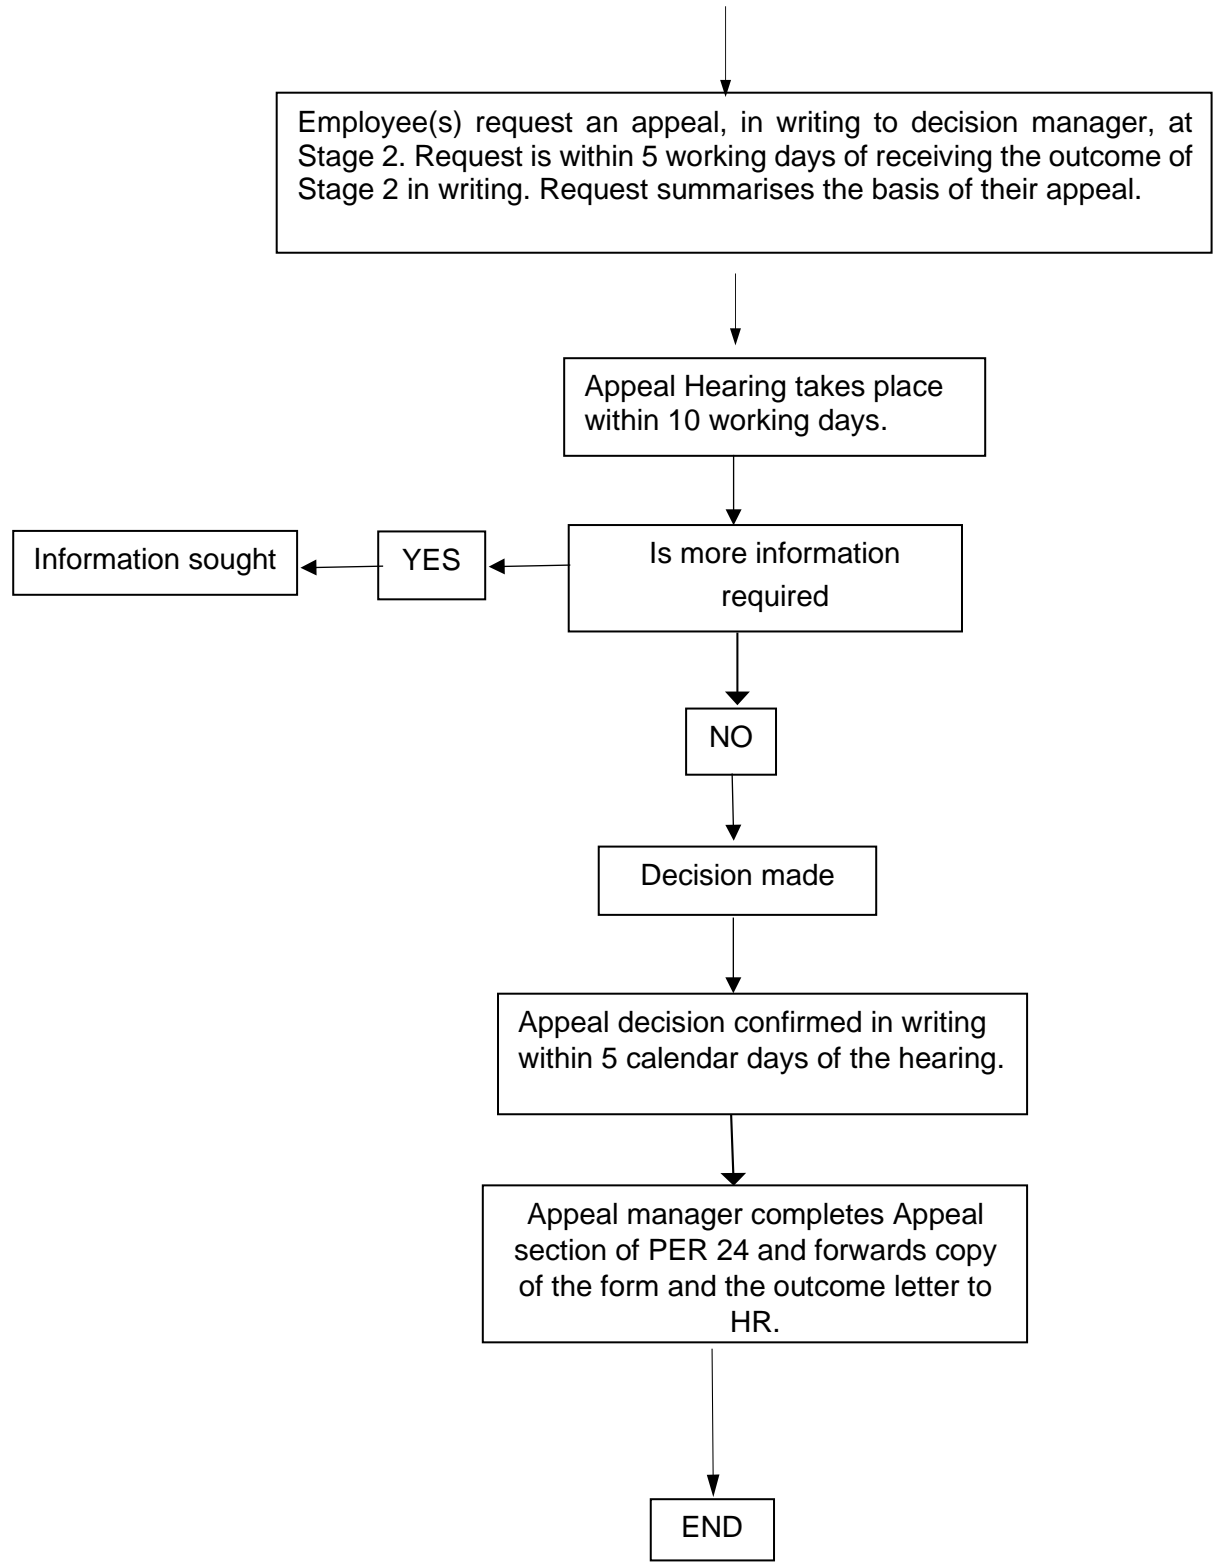 Employee(s) request an appeal, in writing to decision manager, at
Stage 2. Request is within 5 working days of receiving the outcome of
Stage 2 in writing. Request summarises the basis of their appeal.
Appeal Hearing takes place
within 10 working days.
Information sought
YES
Is more information
required
NO
Decision made
Appeal decision confirmed in writing
within 5 calendar days of the hearing.
Appeal manager completes Appeal
section of PER 24 and forwards copy
of the form and the outcome letter to
HR.
END